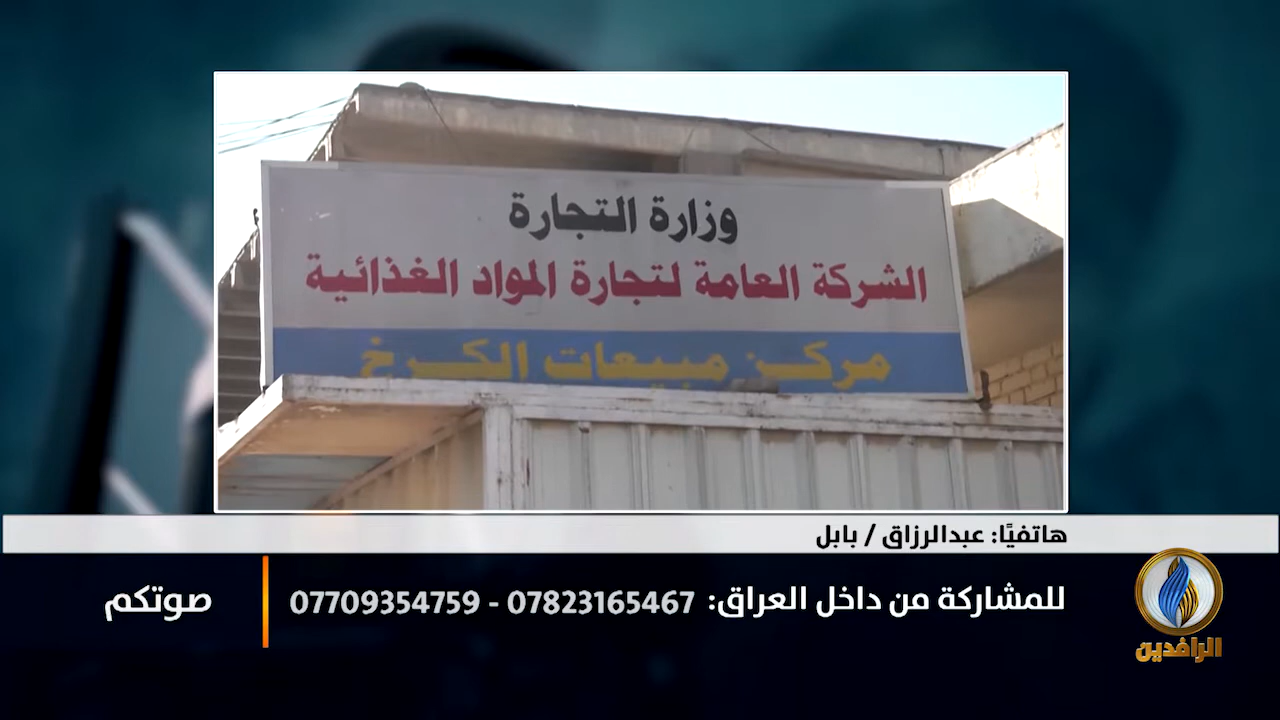 وزارة التجارة
الشركة العامة لتجارة المواد الغذائية
مركز مبيعات الكرخ
هاتفيًا: عبدالرزاق / بابل
للمشاركة من داخل العراق: 07823165467 - 07709354759
صوتكم
الرافدين